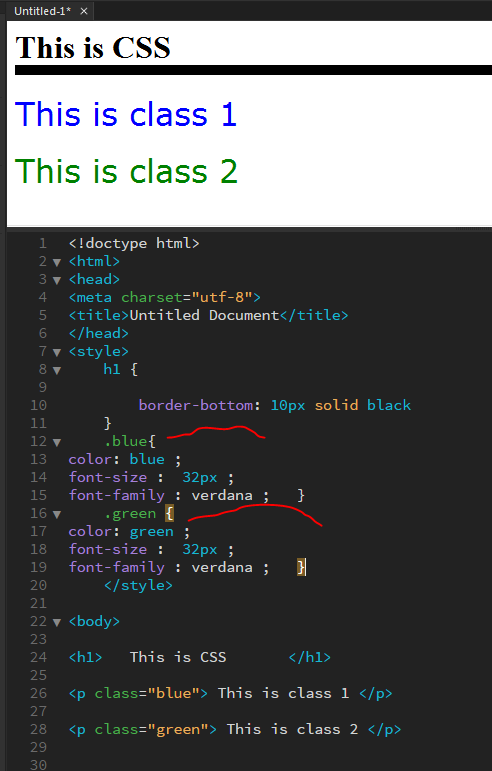 Untitled-1* ×
This is CSS
This is class 1
This is class 2
1 <!doctype html>
2 ▼ <html>
3 ▼ <head>
4 <meta charset="utf-8">
5 <title>Untitled Document</title>
6 </head>
7 ▼ <style>
8 ▼ h1 {
9
10 border-bottom: 10px solid black
11 }
12 ▼ .blue{
13 color: blue ;
14 font-size :  32px ;
15 font-family : verdana ;   }
16 ▼ .green {
17 color: green ;
18 font-size :  32px ;
19 font-family : verdana ;   }
20 </style>
21
22 ▼ <body>
23
24 <h1>   This is CSS       </h1>
25
26 <p class="blue"> This is class 1 </p>
27
28 <p class="green"> This is class 2 </p>
29
30